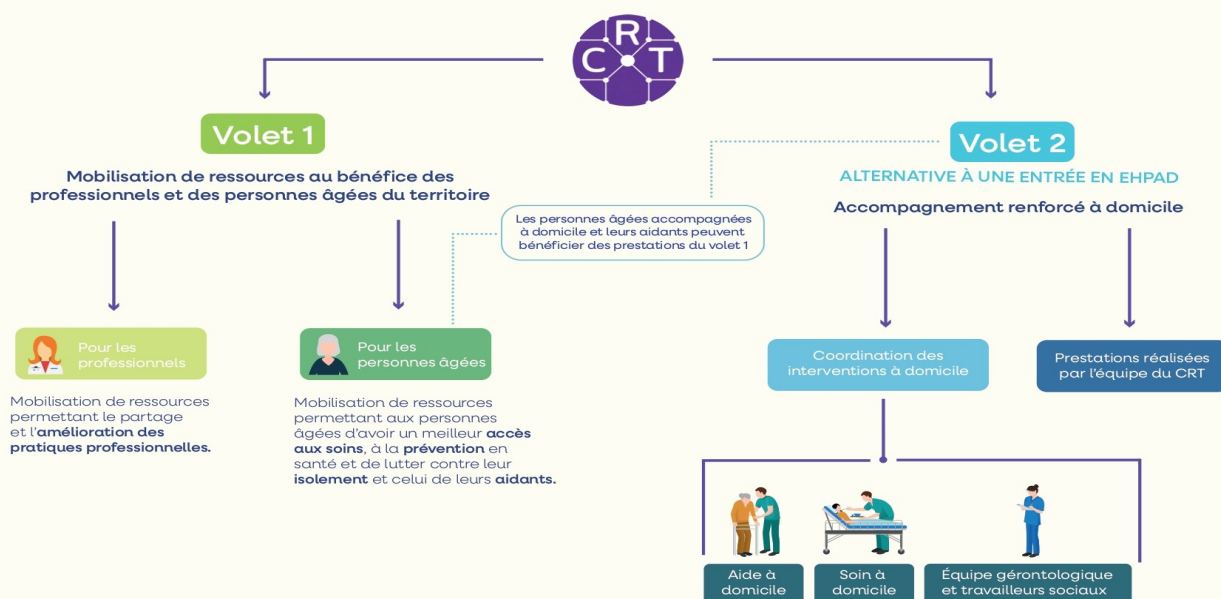 CRT
Volet 1
Mobilisation de ressources au bénéfice des
professionnels et des personnes âgées du territoire
Pour les
professionnels
Mobilisation de ressources
permettant le partage
et l'amélioration des
pratiques professionnelles.
Pour les
personnes âgées
Mobilisation de ressources
permettant aux personnes
âgées d'avoir un meilleur accès
aux soins, à la prévention en
santé et de lutter contre leur
isolement et celui de leurs aidants.
Les personnes âgées accompagnées
à domicile et leurs aidants peuvent
bénéficier des prestations du volet 1
Volet 2
ALTERNATIVE À UNE ENTRÉE EN EHPAD
Accompagnement renforcé à domicile
Coordination des
interventions à domicile
Prestations réalisées
par l'équipe du CRT
Aide à
domicile
Soin à
domicile
Équipe gérontologique
et travailleurs sociaux